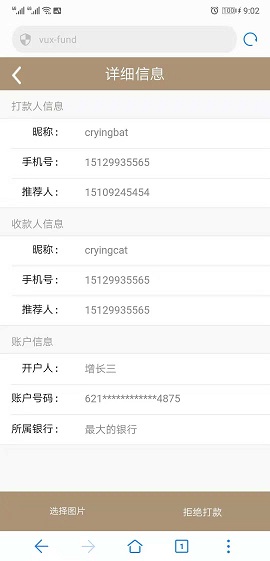 9:02
vux-fund
详细信息
打款人信息
昵称： cryingbat
手机号： 15129935565
推荐人： 15109245454
收款人信息
昵称： cryingcat
手机号： 15129935565
推荐人： 15129935565
账户信息
开户人： 增长三
账户号码： 621************4875
所属银行： 最大的银行
选择图片 拒绝打款
1